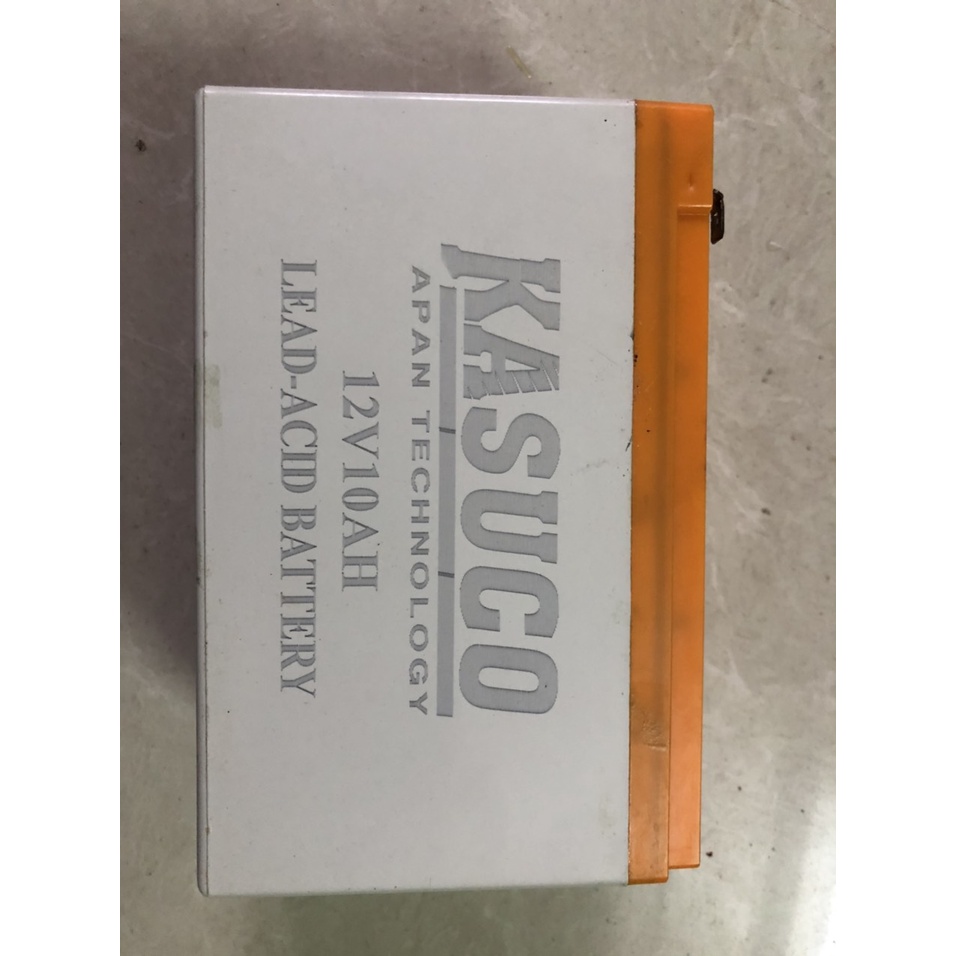 KASUCO
APAN TECHNOLOGY
12V10AH
LEAD-ACID BATTERY